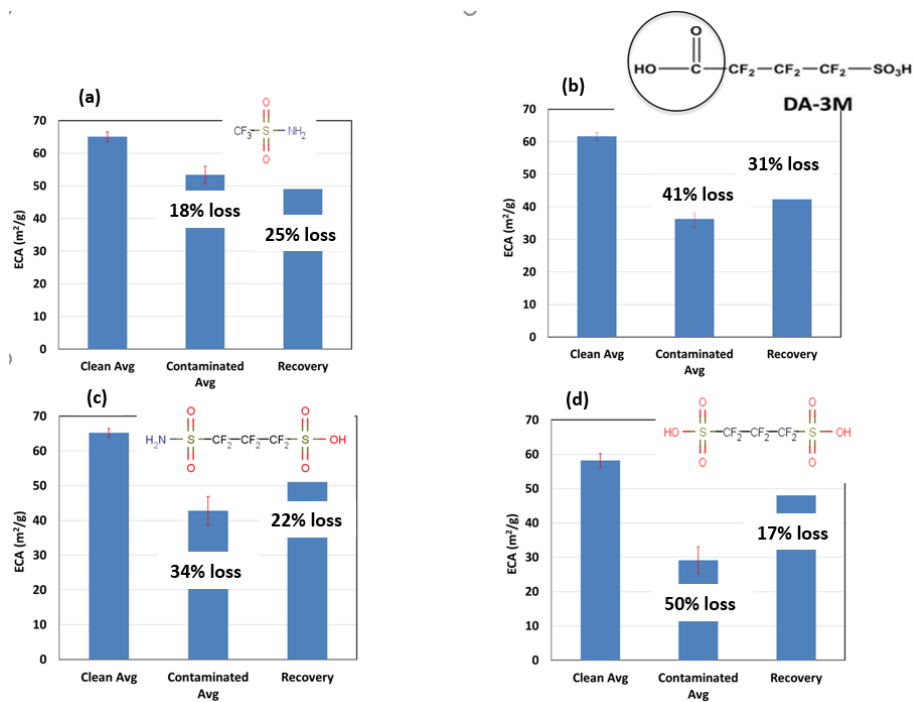 (a)
O
CF3—S—NH2
O
ECA (m²/g)
70
60
50
40
30
20
10
0
18% loss
25% loss
Clean Avg
Contaminated
Avg
Recovery
(b)
O
HO—C—CF2—CF2—CF2—SO3H
DA-3M
ECA (m²/g)
70
60
50
40
30
20
10
0
41% loss
31% loss
Clean Avg
Contaminated
Avg
Recovery
(c)
O O
H2N—S—CF2—CF2—CF2—S—OH
O O
ECA (m²/g)
70
60
50
40
30
20
10
0
34% loss
22% loss
Clean Avg
Contaminated
Avg
Recovery
(d)
O O
HO—S—CF2—CF2—CF2—S—OH
O O
ECA (m²/g)
70
60
50
40
30
20
10
0
50% loss
17% loss
Clean Avg
Contaminated
Avg
Recovery